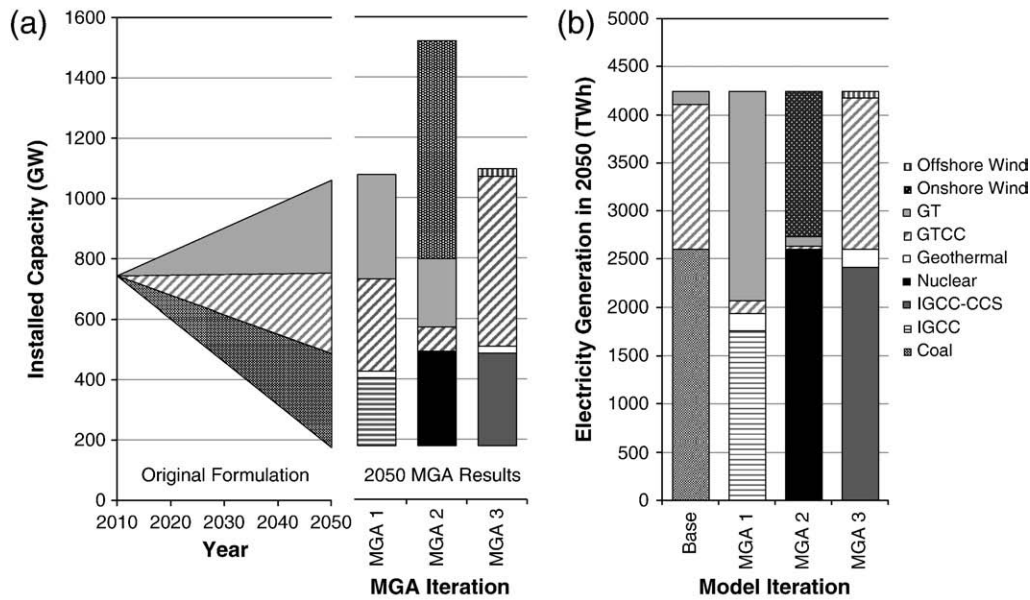 (a)
Installed Capacity (GW)
1600
1400
1200
1000
800
600
400
200
0
Original Formulation
2010 2020 2030 2040 2050
Year
2050 MGA Results
MGA 1
MGA 2
MGA 3
MGA Iteration
(b)
Electricity Generation in 2050 (TWh)
5000
4500
4000
3500
3000
2500
2000
1500
1000
500
0
Base
MGA 1
MGA 2
MGA 3
Model Iteration
Offshore Wind
Onshore Wind
GT
GTCC
Geothermal
Nuclear
IGCC-CCS
IGCC
Coal